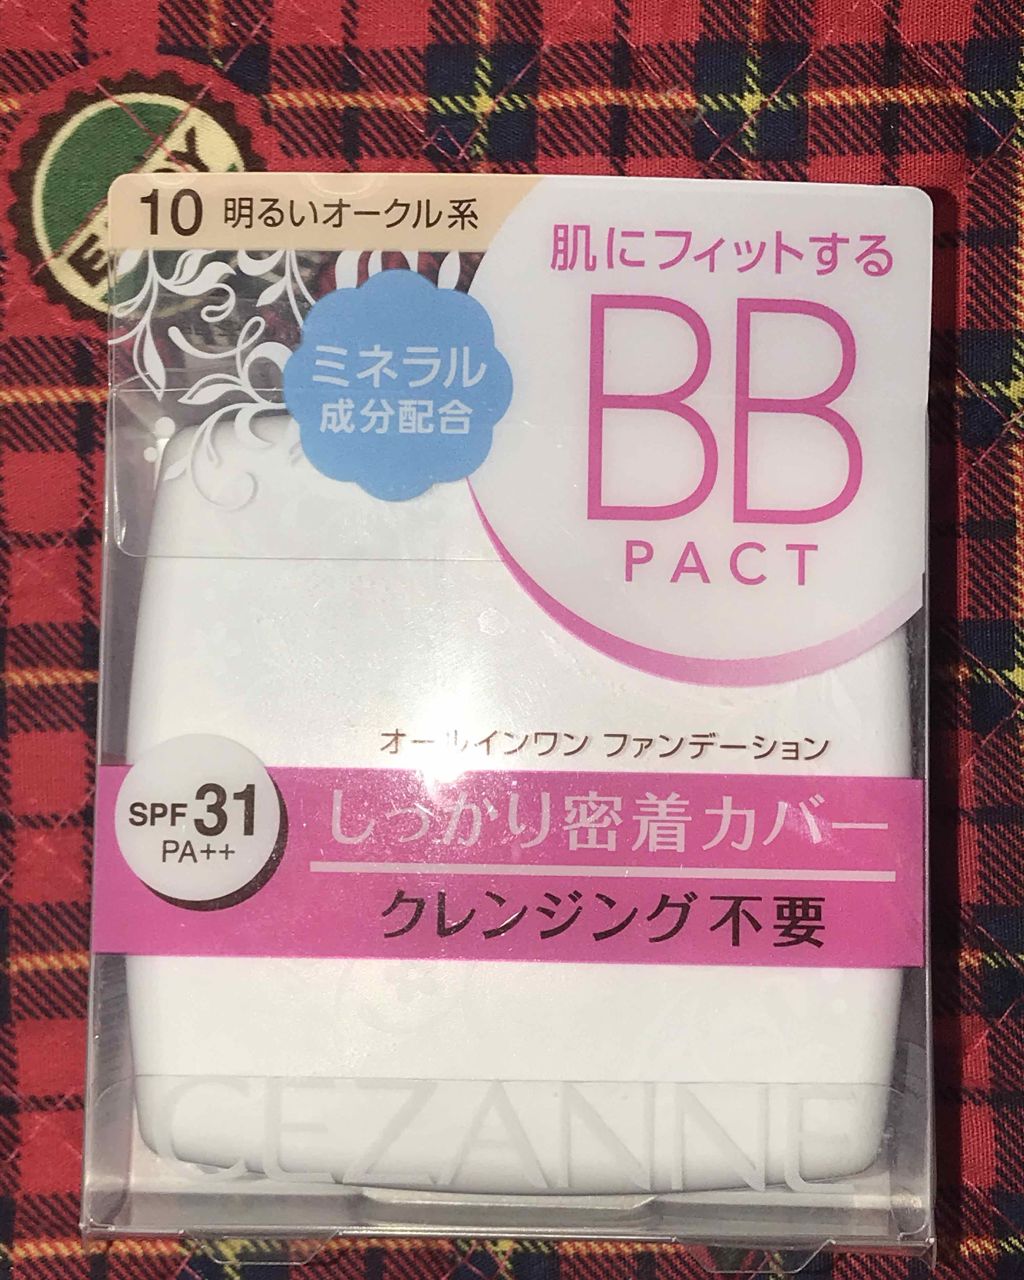 10 明るいオークル系
肌にフィットする
BB
PACT
ミネラル
成分配合
オールインワン ファンデーション
SPF 31
PA++
しっかり密着カバー
クレンジング不要
CEZANNE